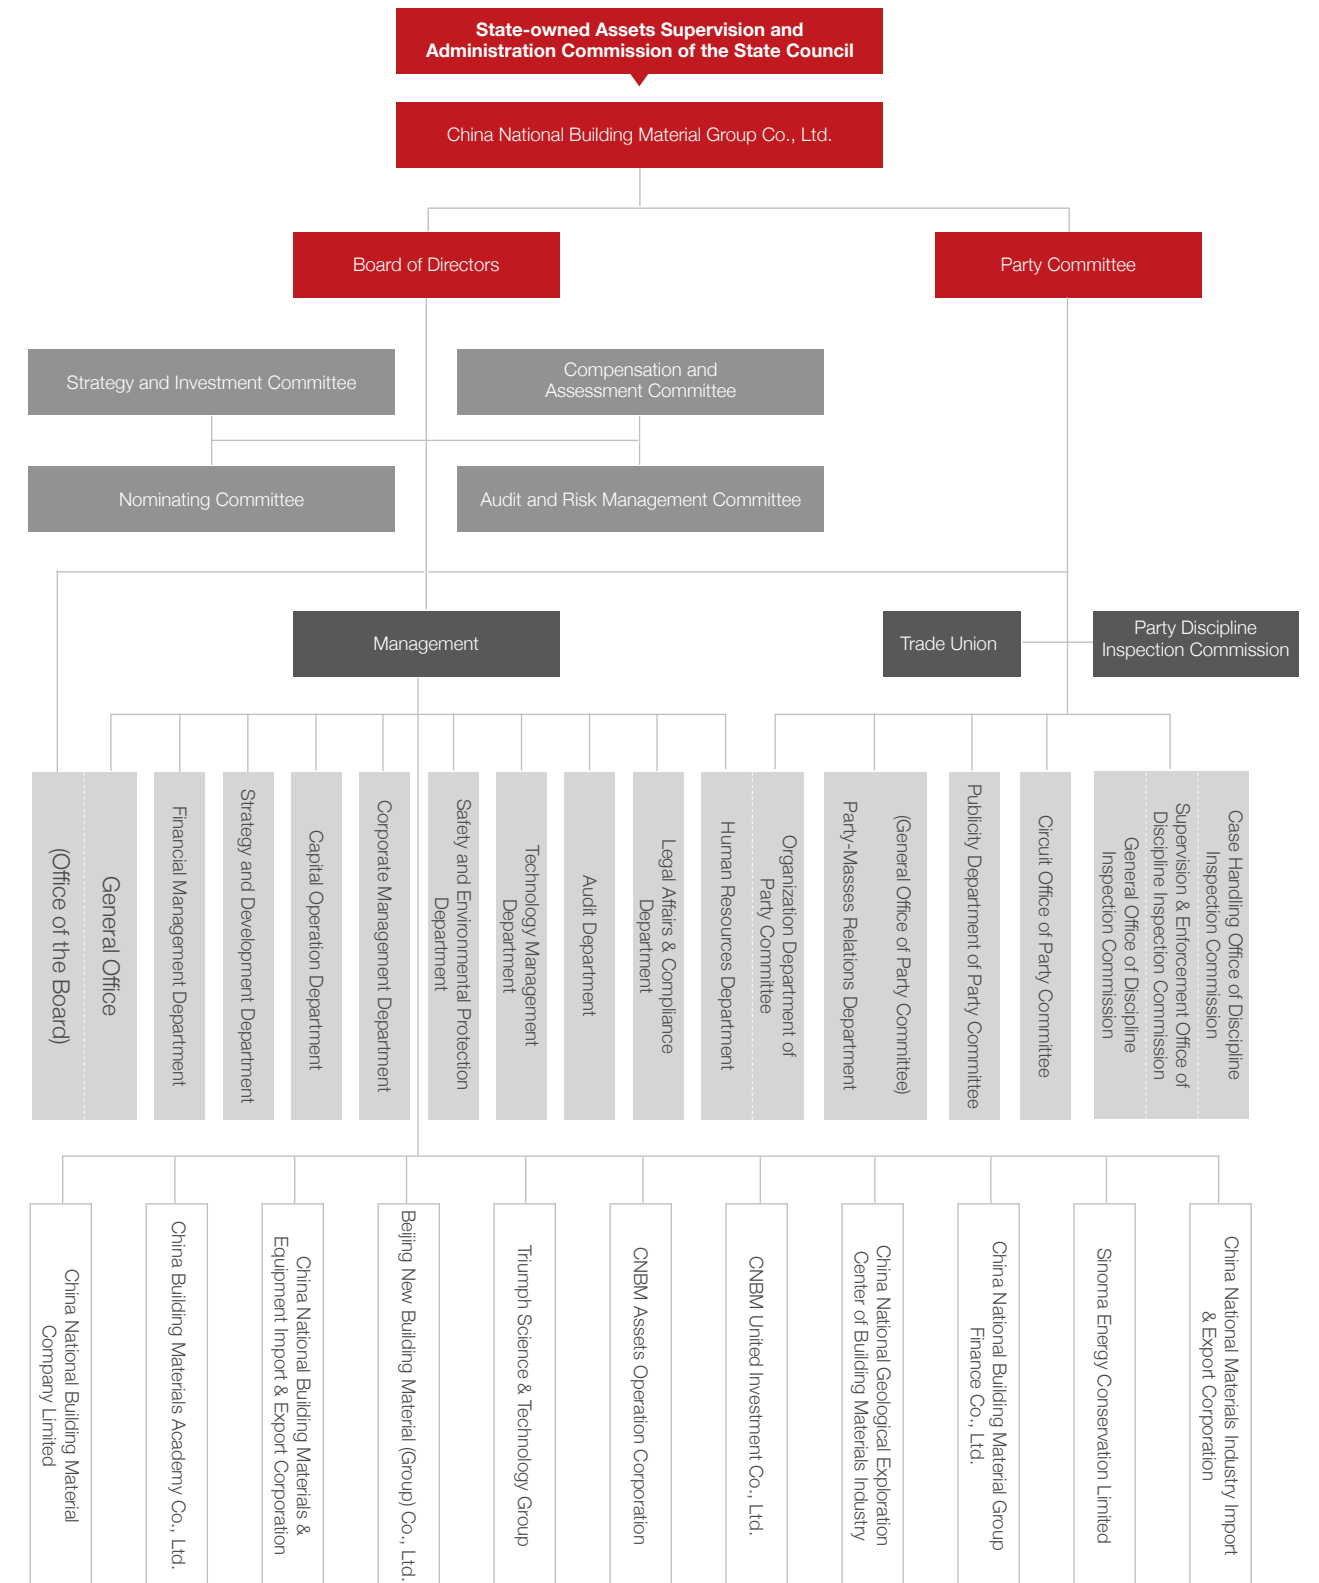 State-owned Assets Supervision and
Administration Commission of the State Council
China National Building Material Group Co., Ltd.
Board of Directors
Party Committee
Strategy and Investment Committee
Compensation and
Assessment Committee
Nominating Committee
Audit and Risk Management Committee
Management
Trade Union
Party Discipline
Inspection Commission
(Office of the Board)
General Office
Financial Management Department
Strategy and Development Department
Capital Operation Department
Corporate Management Department
Safety and Environmental Protection
Department
Technology Management
Department
Audit Department
Legal Affairs & Compliance
Department
Human Resources Department
Organization Department of
Party Committee
(General Office of Party Committee)
Party-Masses Relations Department
Publicity Department of Party Committee
Circuit Office of Party Committee
General Office of Discipline
Inspection Commission
Supervision & Enforcement Office of
Discipline Inspection Commission
Case Handling Office of Discipline
Inspection Commission
China National Building Material
Company Limited
China Building Materials Academy Co., Ltd.
China National Building Materials &
Equipment Import & Export Corporation
Beijing New Building Material (Group) Co., Ltd.
Triumph Science & Technology Group
CNBM Assets Operation Corporation
CNBM United Investment Co., Ltd.
China National Geological Exploration
Center of Building Materials Industry
China National Building Material Group
Finance Co., Ltd.
Sinoma Energy Conservation Limited
China National Materials Industry Import
& Export Corporation